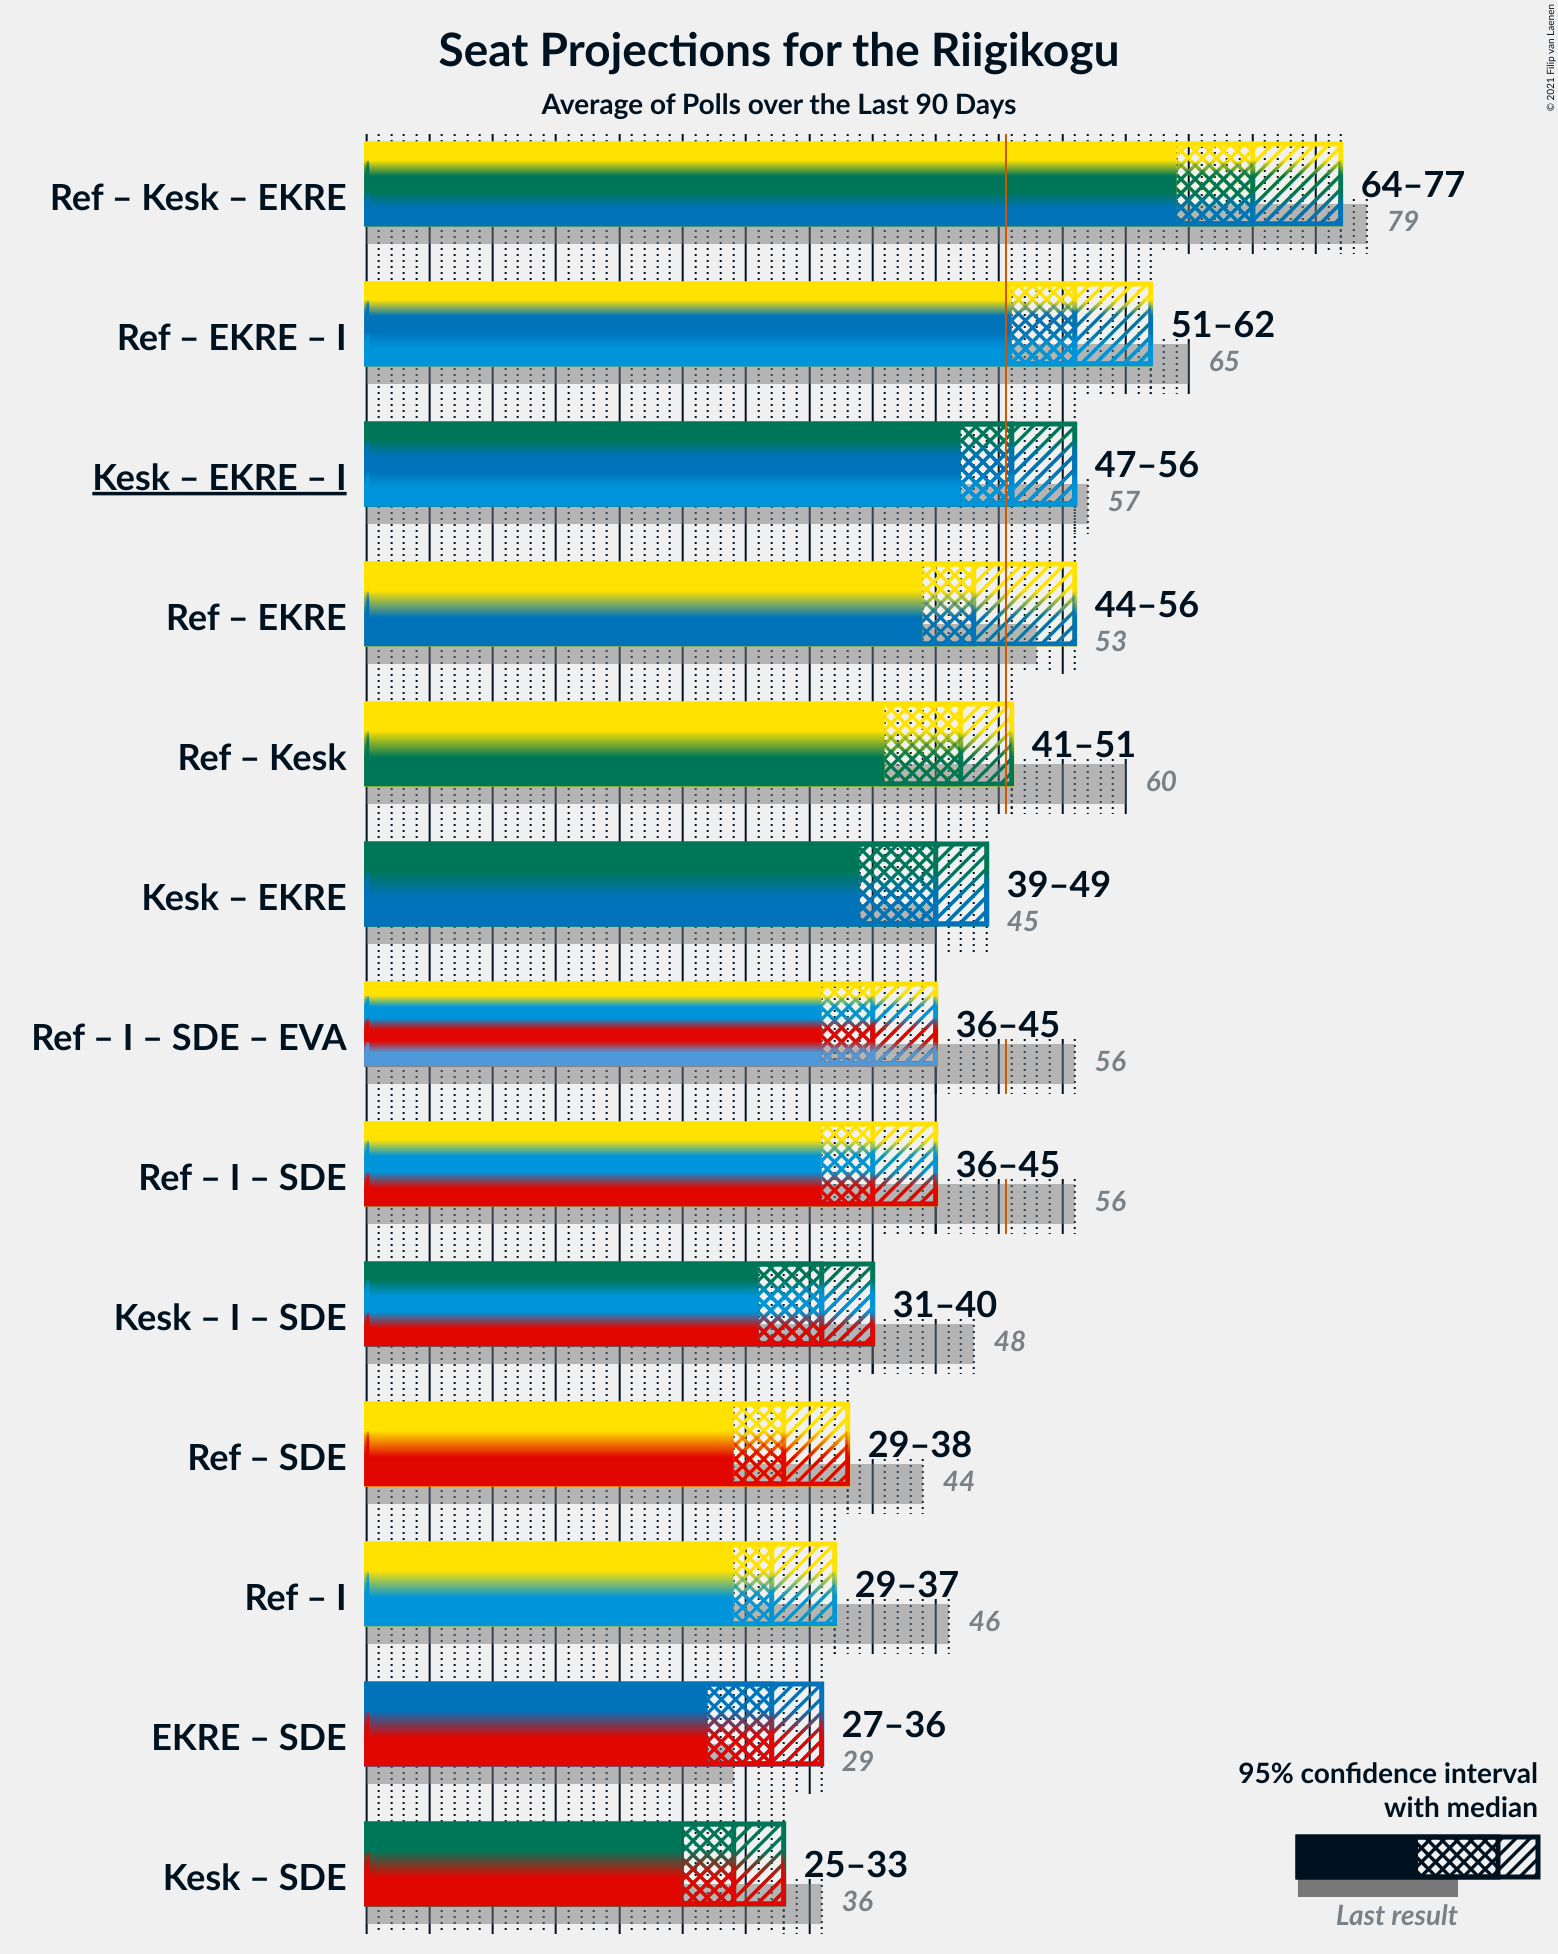 Seat Projections for the Riigikogu
Average of Polls over the Last 90 Days
© 2021 Filip van Laenen
Ref – Kesk – EKRE
64–77
79
Ref – EKRE – I
51–62
65
Kesk – EKRE – I
47–56
57
Ref – EKRE
44–56
53
Ref – Kesk
41–51
60
Kesk – EKRE
39–49
45
Ref – I – SDE – EVA
36–45
56
Ref – I – SDE
36–45
56
Kesk – I – SDE
31–40
48
Ref – SDE
29–38
44
Ref – I
29–37
46
EKRE – SDE
27–36
29
Kesk – SDE
25–33
36
95% confidence interval
with median
Last result